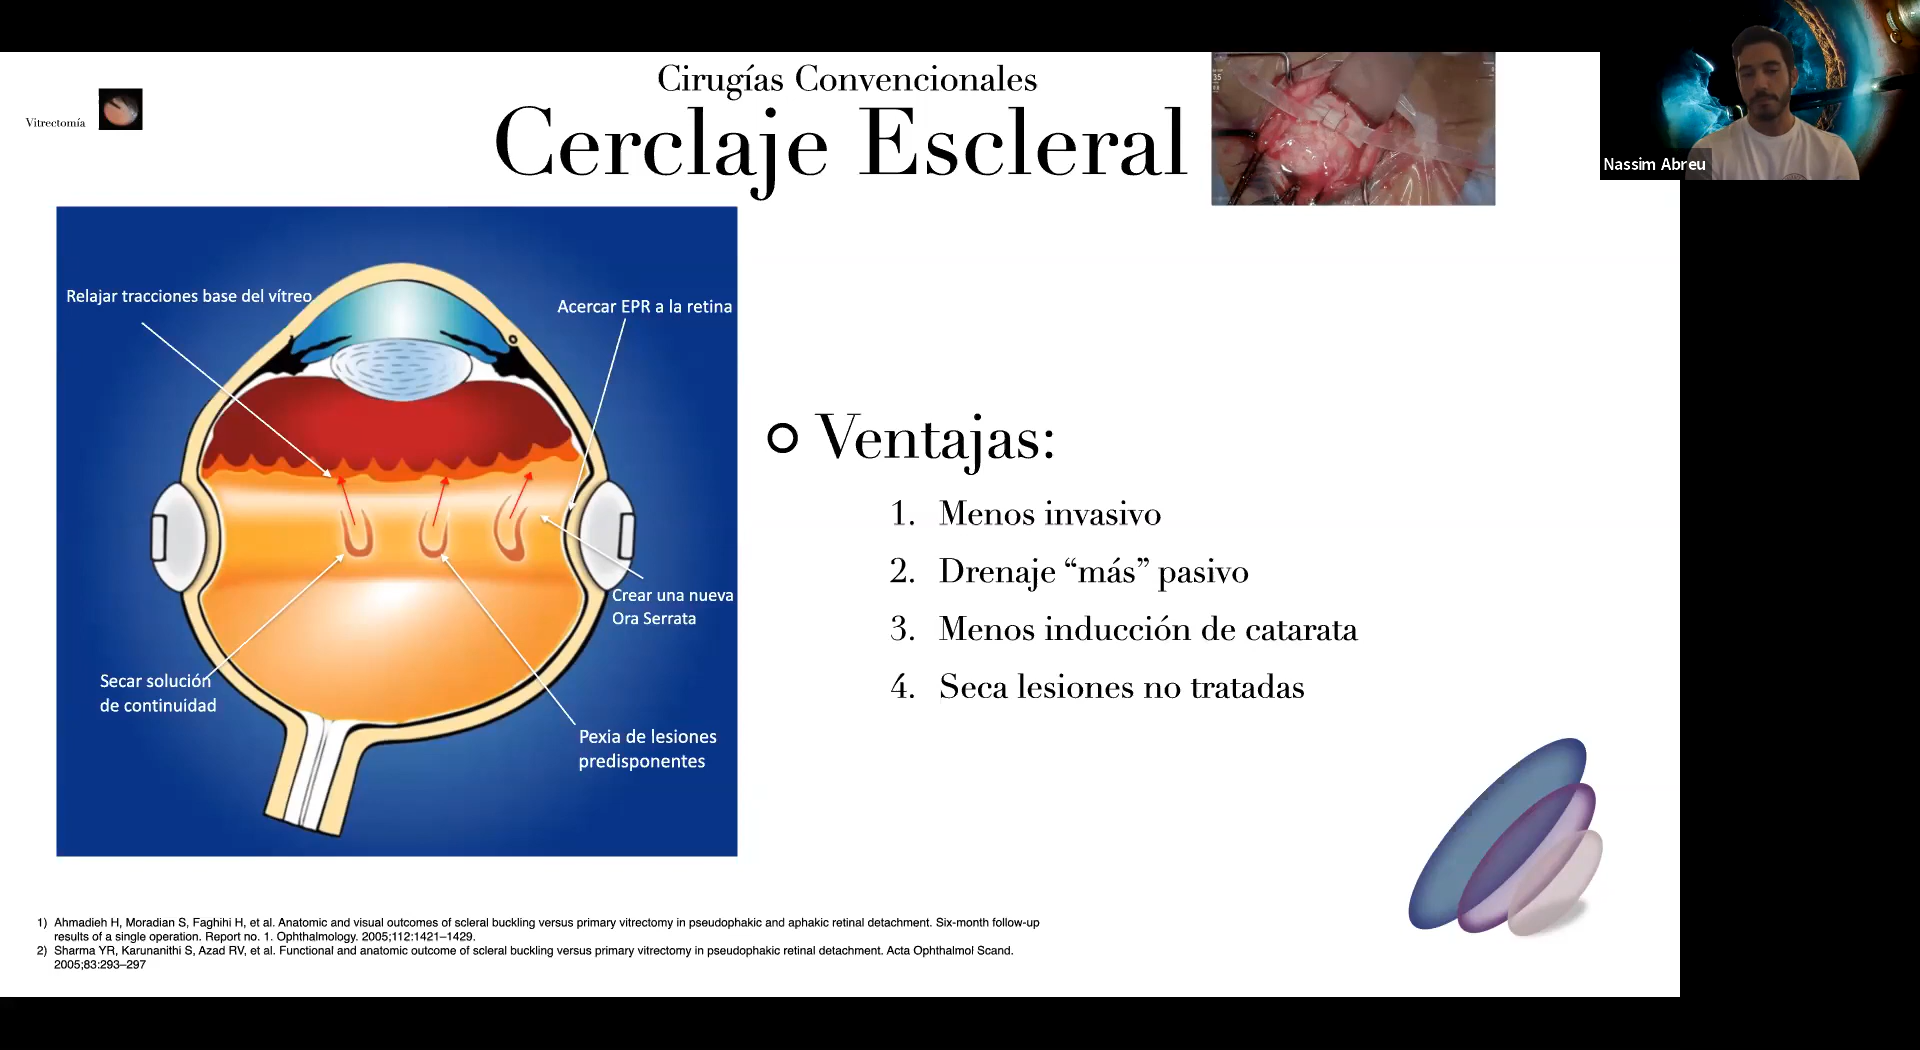 Cirugías Convencionales
Cerclaje Escleral
Vitrectomía
Nassim Abreu
Relajar tracciones base del vítreo
Acercar EPR a la retina
Crear una nueva
Ora Serrata
Secar solución
de continuidad
Pexia de lesiones
predisponentes
Ventajas:
1. Menos invasivo
2. Drenaje “más” pasivo
3. Menos inducción de catarata
4. Seca lesiones no tratadas
1) Ahmadieh H, Moradian S, Faghihi H, et al. Anatomic and visual outcomes of scleral buckling versus primary vitrectomy in pseudophakic and aphakic retinal detachment. Six-month follow-up
results of a single operation. Report no. 1. Ophthalmology. 2005;112:1421–1429.
2) Sharma YR, Karunanithi S, Azad RV, et al. Functional and anatomic outcome of scleral buckling versus primary vitrectomy in pseudophakic retinal detachment. Acta Ophthalmol Scand.
2005;83:293–297